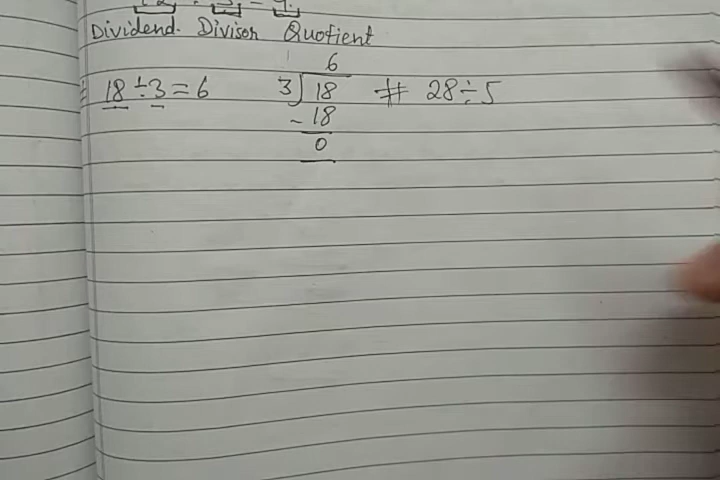 Dividend. Divisor Quotient
18 ÷ 3 = 6
6
3) 18
- 18
0
# 28 ÷ 5